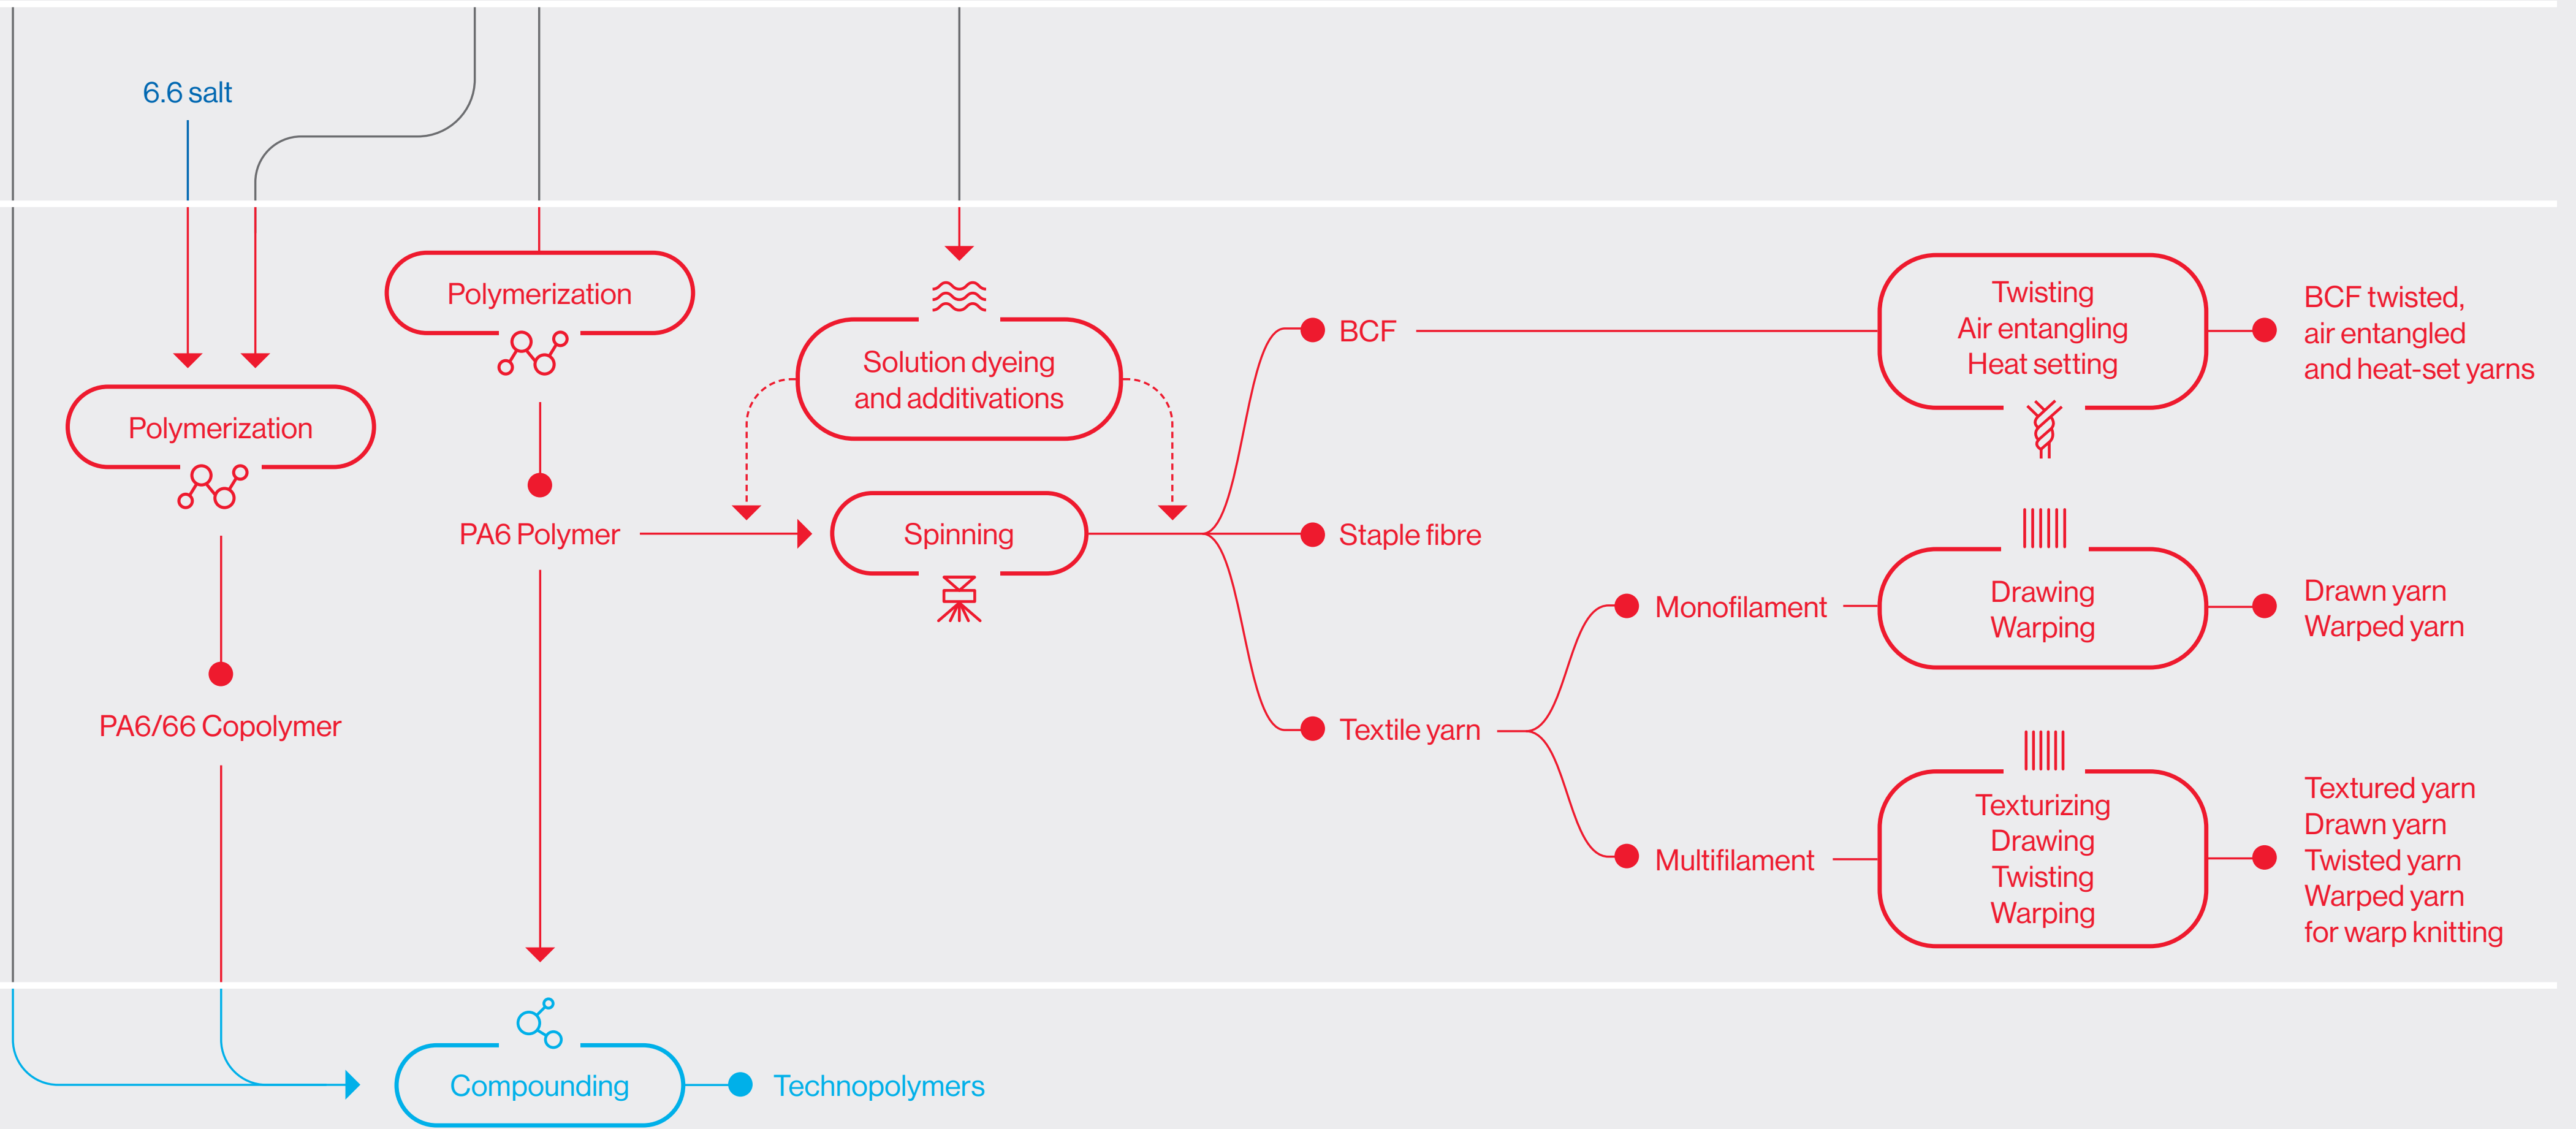 6.6 salt
Polymerization
PA6/66 Copolymer
Polymerization
PA6 Polymer
Solution dyeing
and additivations
Spinning
BCF
Staple fibre
Textile yarn
Monofilament
Multifilament
Twisting
Air entangling
Heat setting
BCF twisted,
air entangled
and heat-set yarns
Drawing
Warping
Drawn yarn
Warped yarn
Texturizing
Drawing
Twisting
Warping
Textured yarn
Drawn yarn
Twisted yarn
Warped yarn
for warp knitting
Compounding
Technopolymers